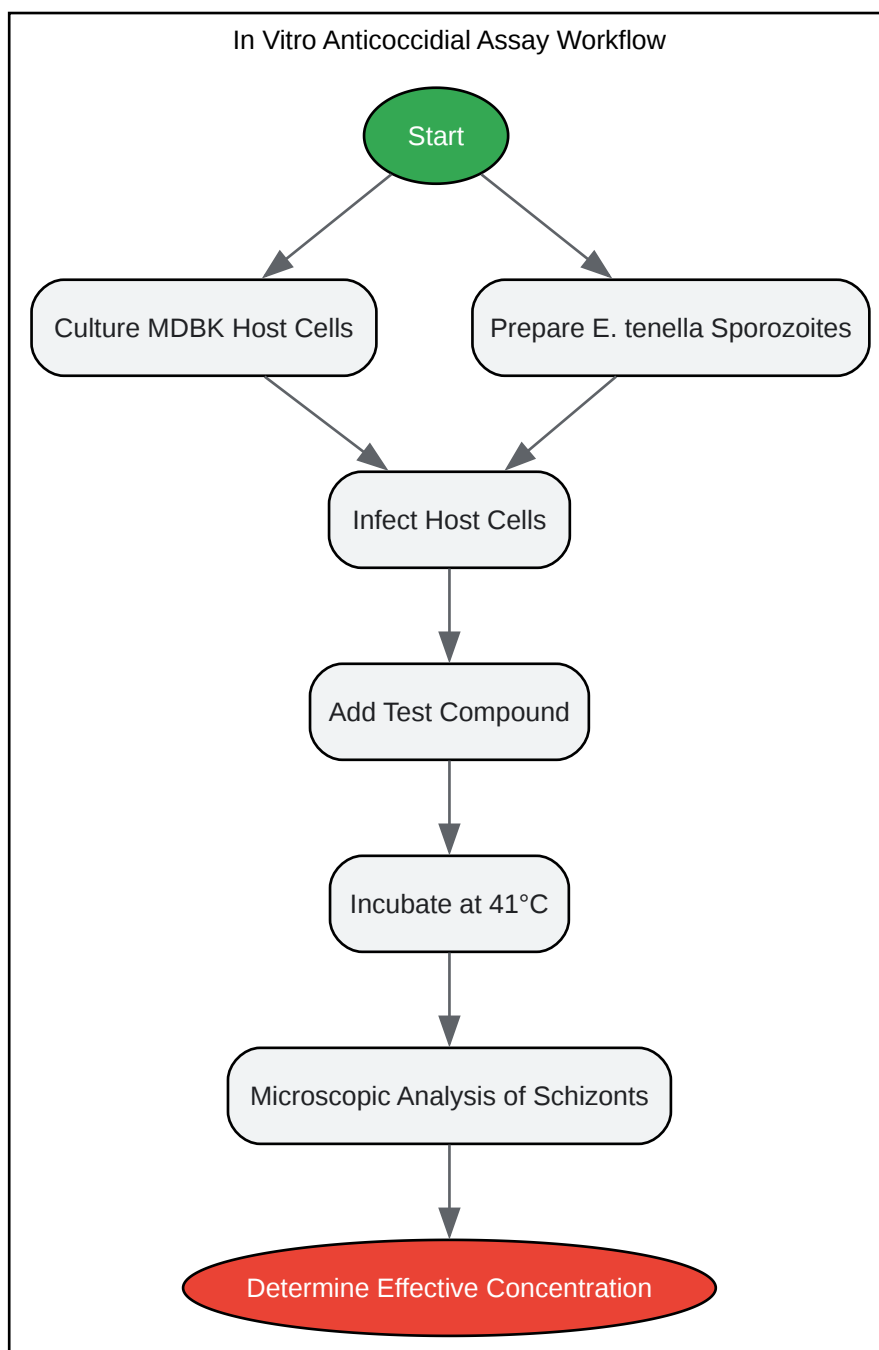 In Vitro Anticoccidial Assay Workflow
Start
Culture MDBK Host Cells
Prepare E. tenella Sporozoites
Infect Host Cells
Add Test Compound
Incubate at 41°C
Microscopic Analysis of Schizonts
Determine Effective Concentration